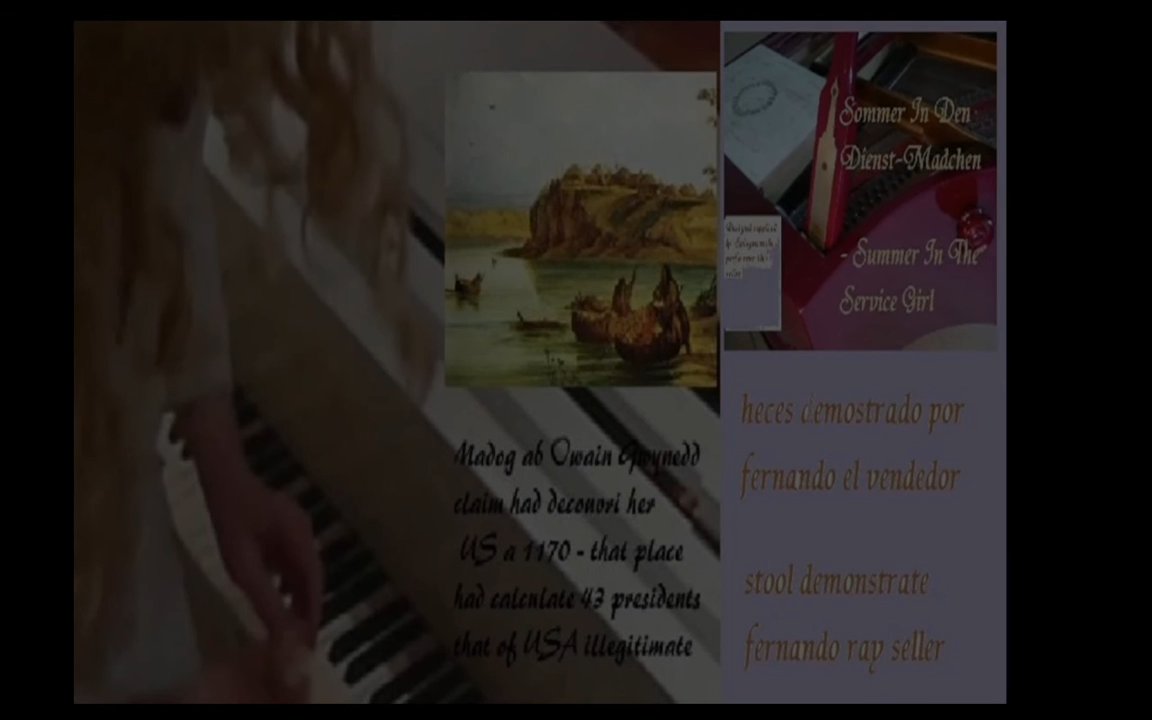 Sommer In Den
Dienst-Madchen
- Summer In The
Service Girl
Madog ab Owain Gwynedd
claim had deconori her
US a 1170 - that place
had calculate 43 presidents
that of USA illegitimate
heces demostrado por
fernando el vendedor
stool demonstrate
fernando ray seller